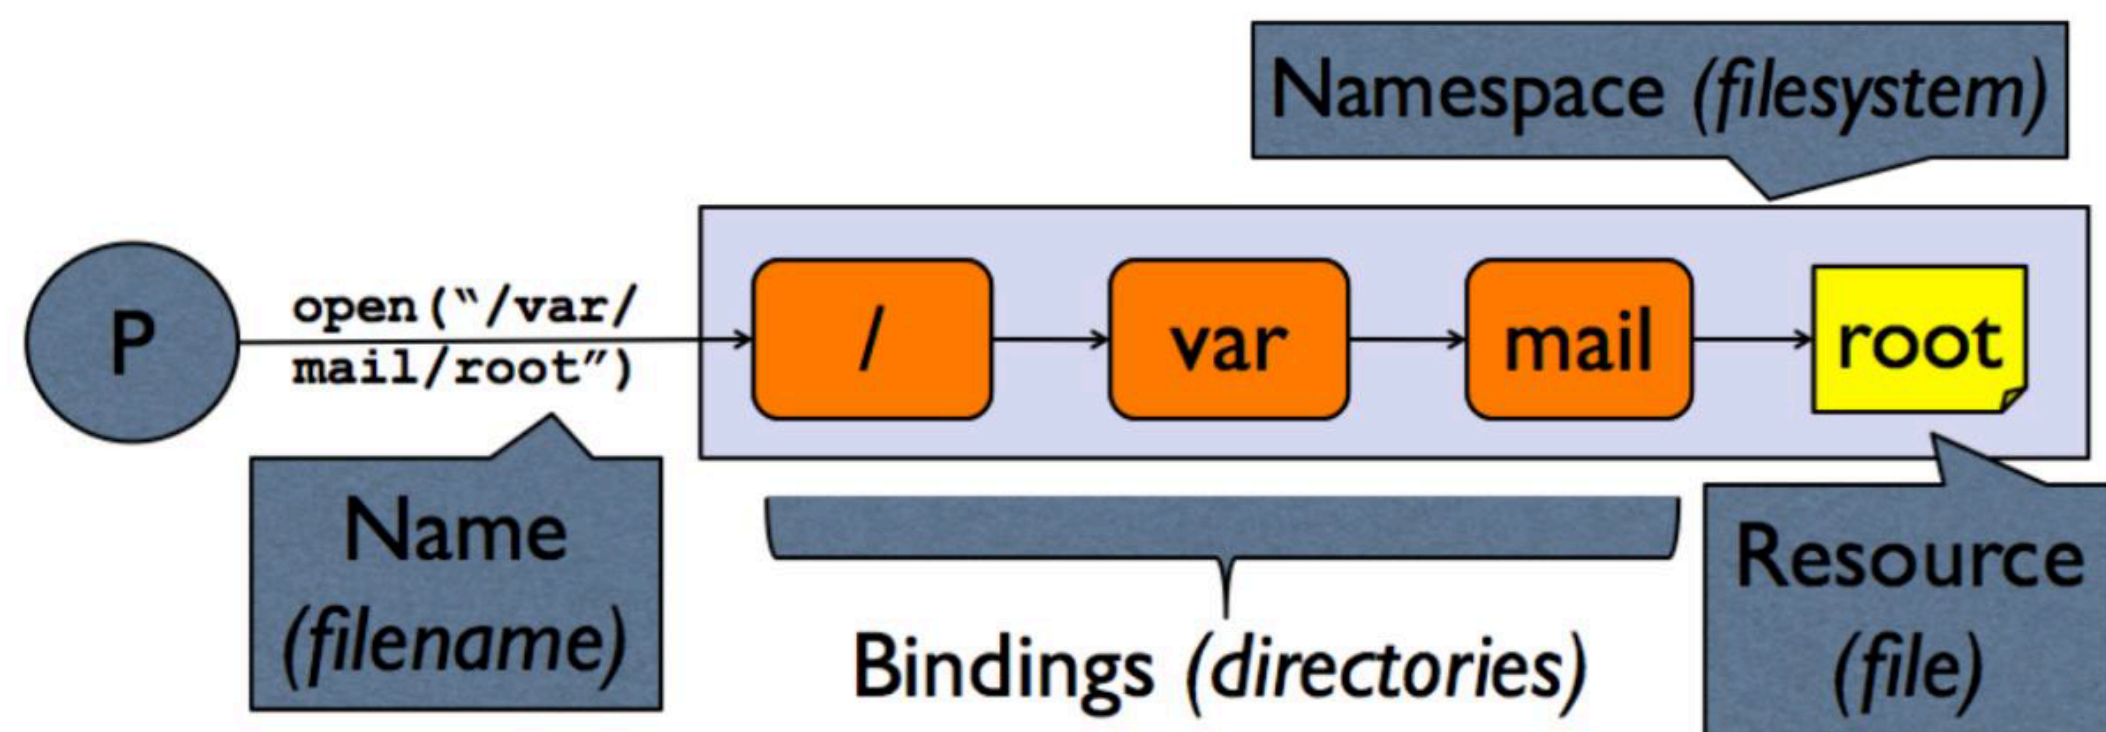 Namespace (filesystem)
P
open(“/var/
mail/root”)
/
var
mail
root
Name
(filename)
Bindings (directories)
Resource
(file)